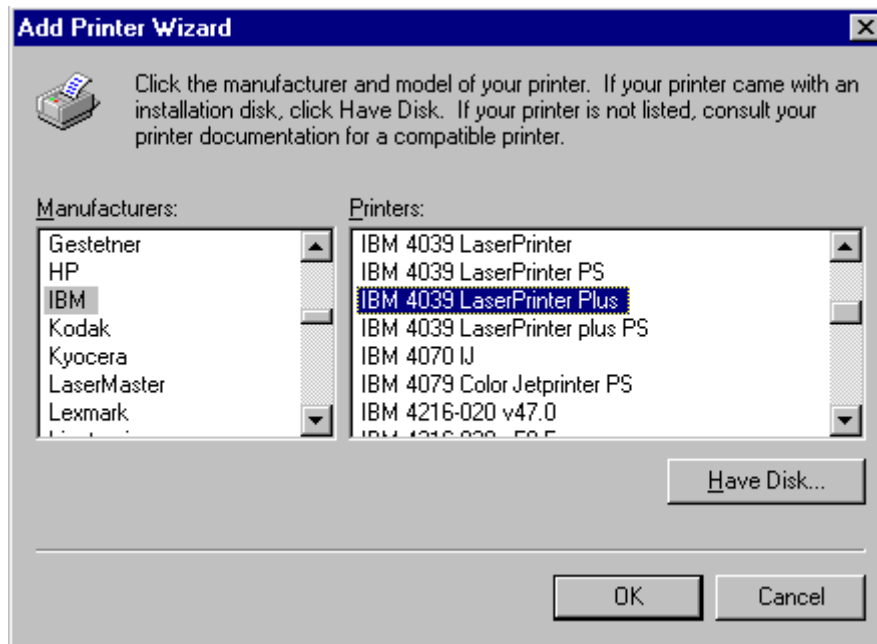 Add Printer Wizard
Click the manufacturer and model of your printer. If your printer came with an
installation disk, click Have Disk. If your printer is not listed, consult your
printer documentation for a compatible printer.
Manufacturers:
Gestetner
HP
IBM
Kodak
Kyocera
LaserMaster
Lexmark
Printers:
IBM 4039 LaserPrinter
IBM 4039 LaserPrinter PS
IBM 4039 LaserPrinter Plus
IBM 4039 LaserPrinter plus PS
IBM 4070 IJ
IBM 4079 Color Jetprinter PS
IBM 4216-020 v47.0
Have Disk...
OK
Cancel